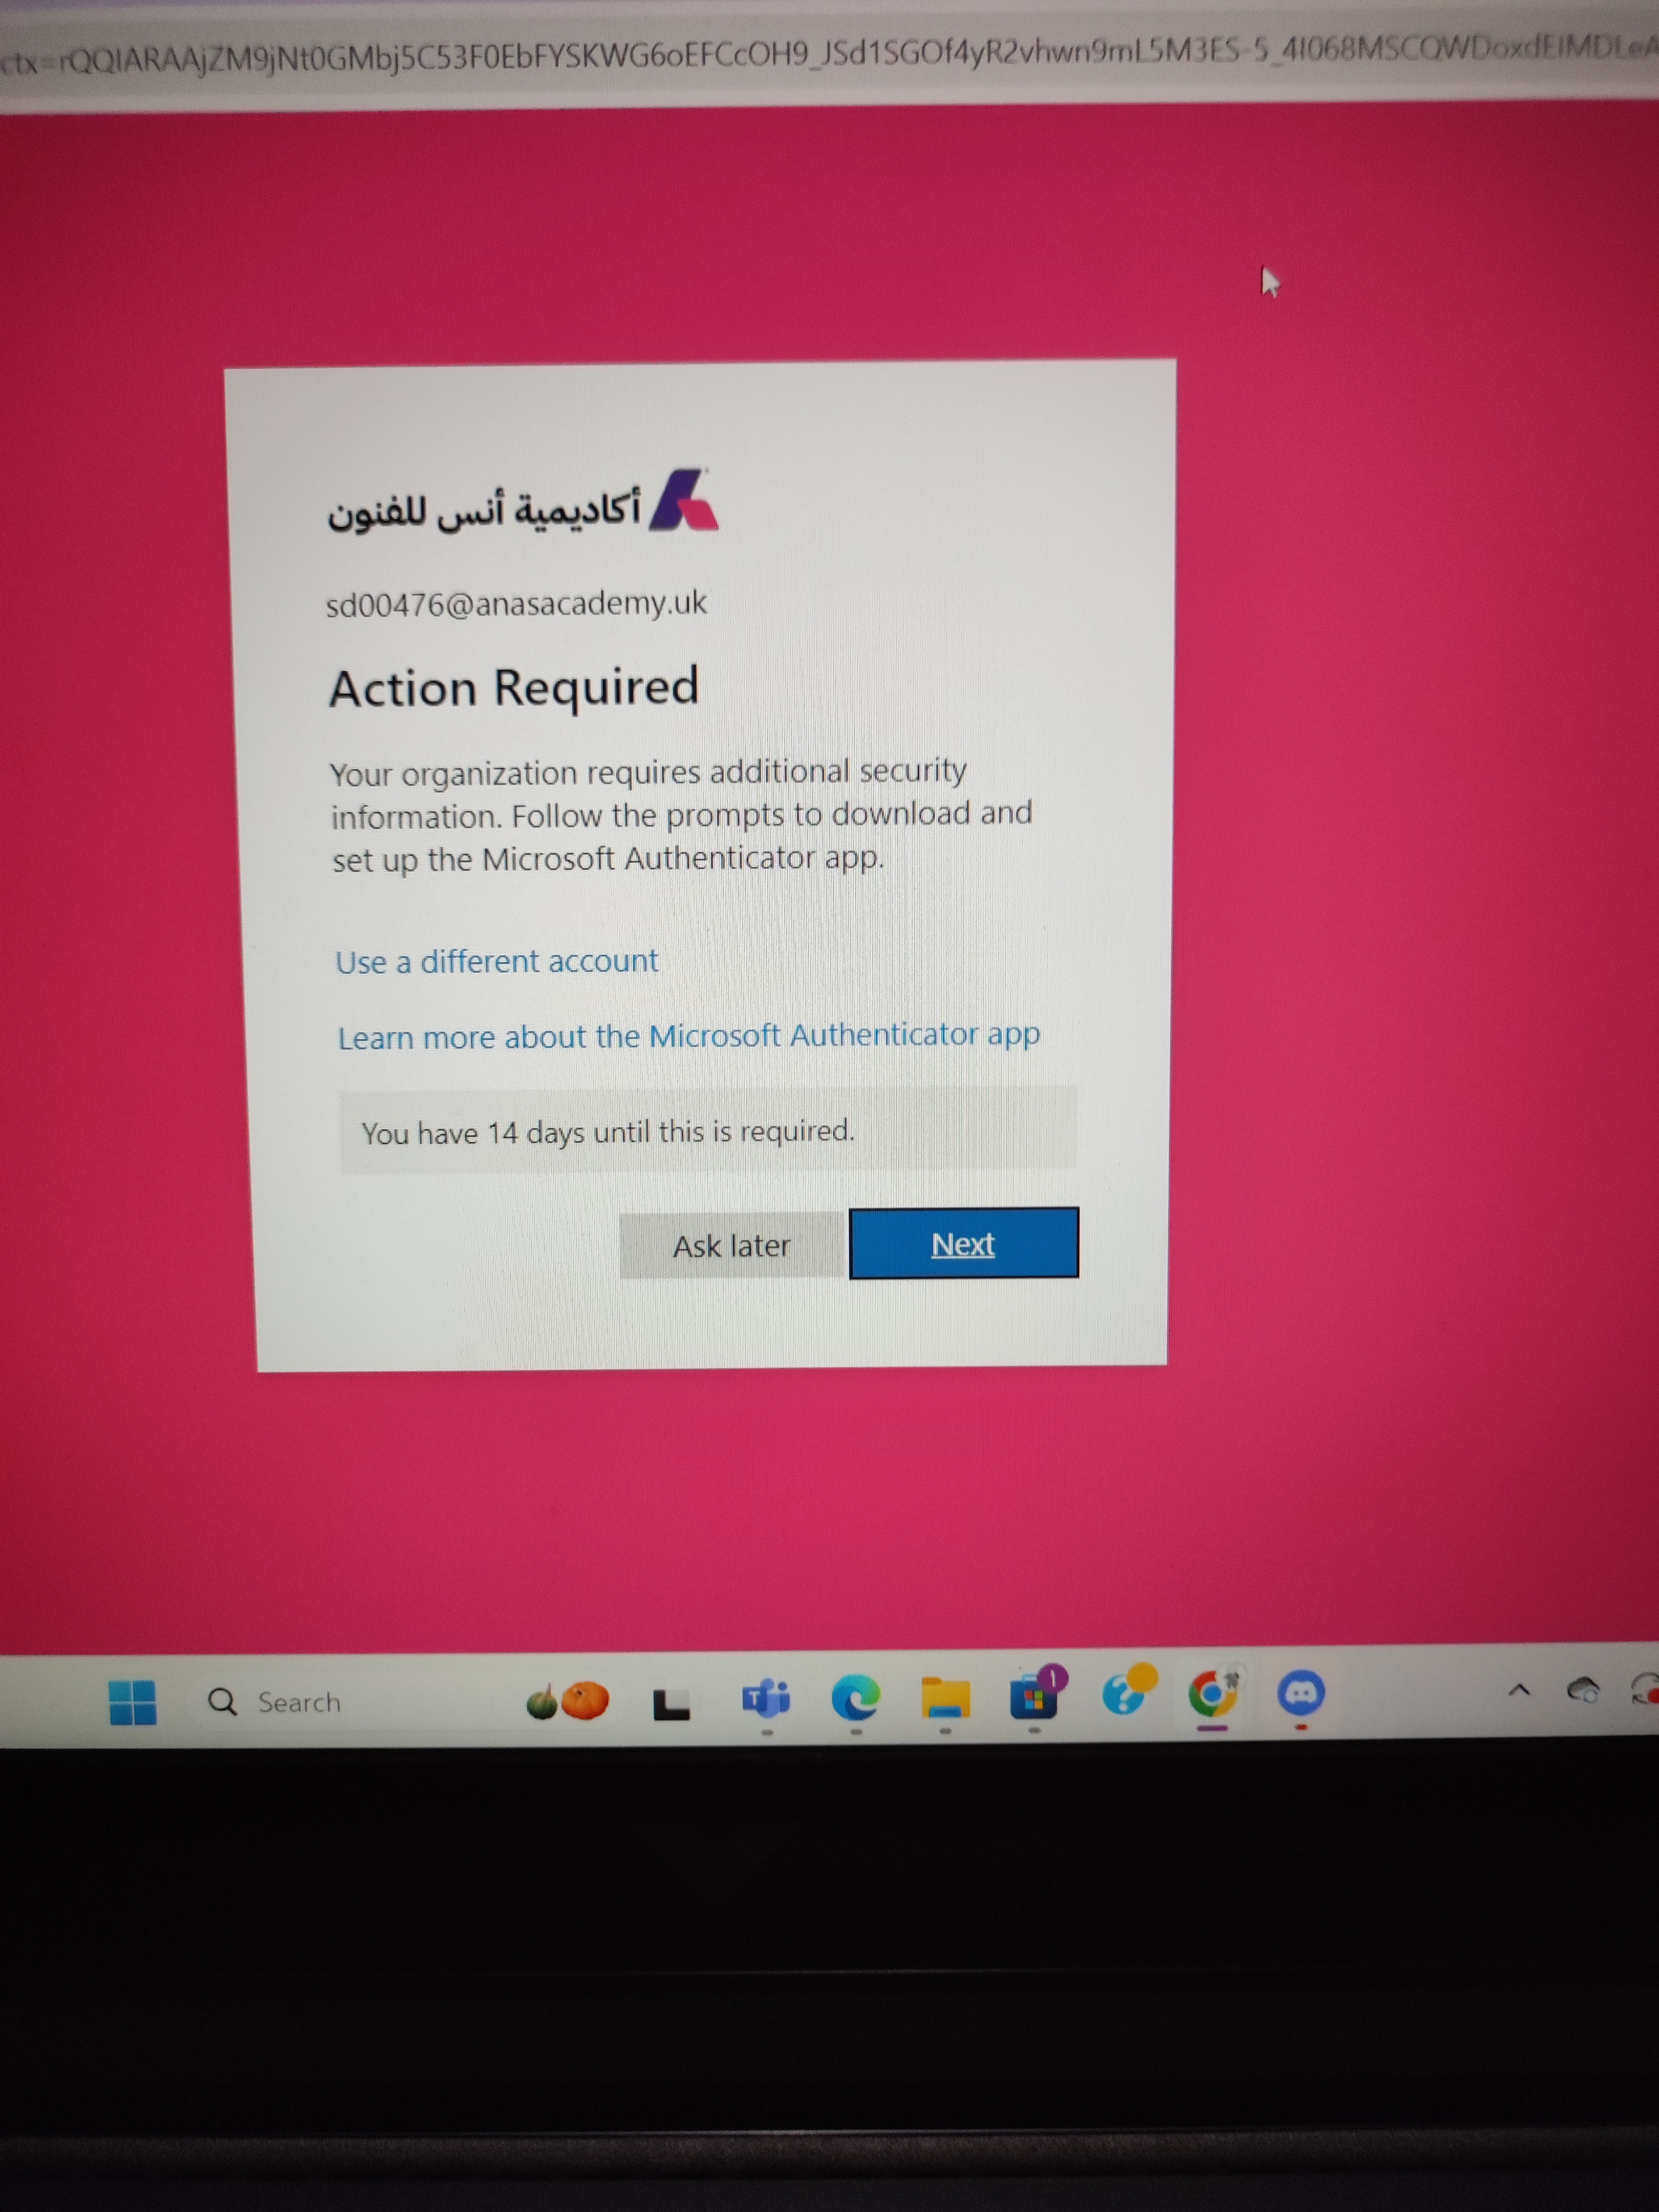 ctx=rQQIARAAjZM9jNt0GMbj5C53F0EbFYSKWG6oEFCcOH9_JSd1SGOf4yR2vhwn9mL5M3ES-5_4I068MSCQWDoxdEIMDLeA
أكاديمية أنس للفنون
sd00476@anasacademy.uk
Action Required
Your organization requires additional security
information. Follow the prompts to download and
set up the Microsoft Authenticator app.
Use a different account
Learn more about the Microsoft Authenticator app
You have 14 days until this is required.
Ask later
Next
Search